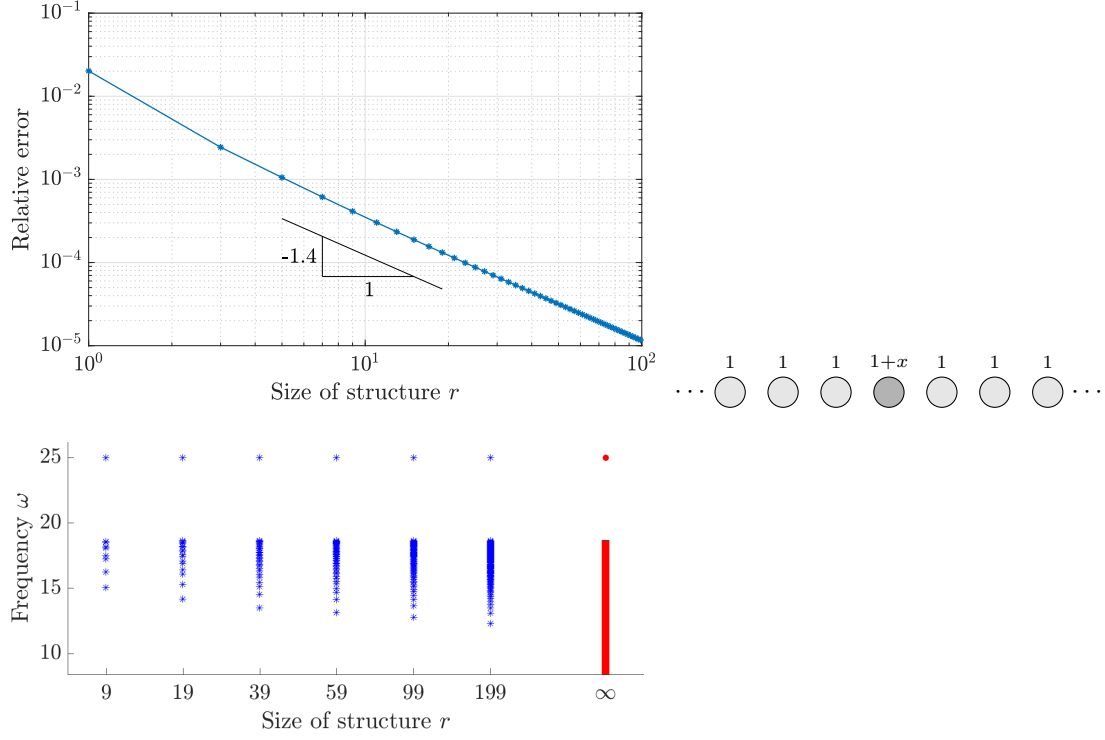 10^-1
10^-2
10^-3
10^-4
10^-5
Relative error
-1.4
1
10^0 10^1 10^2
Size of structure r
1 1 1 1+x 1 1 1
··· ···
25
20
15
10
Frequency ω
9 19 39 59 99 199 ∞
Size of structure r